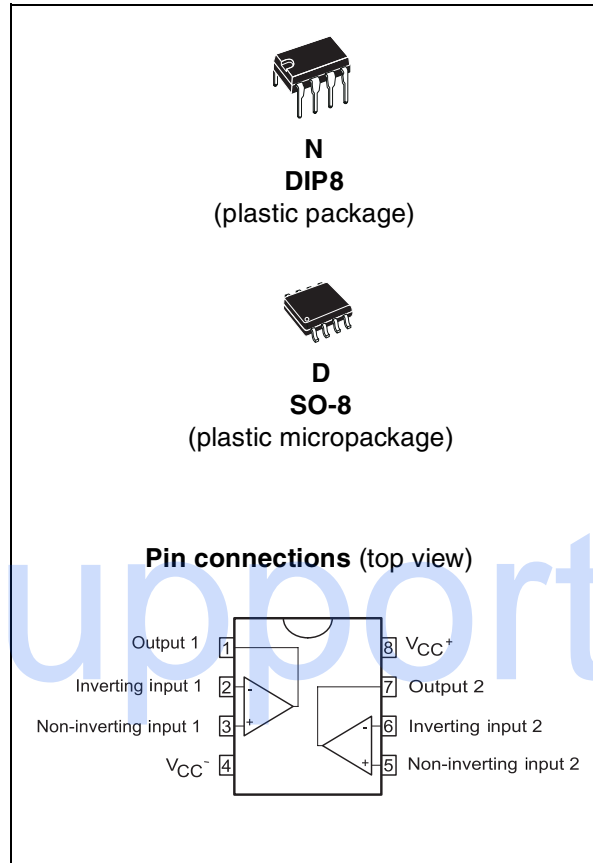 N
DIP8
(plastic package)
D
SO-8
(plastic micropackage)
Pin connections (top view)
upport
Output 1 1
Inverting input 1 2 -
Non-inverting input 1 3 +
VCC- 4
8 VCC+
7 Output 2
- 6 Inverting input 2
+ 5 Non-inverting input 2